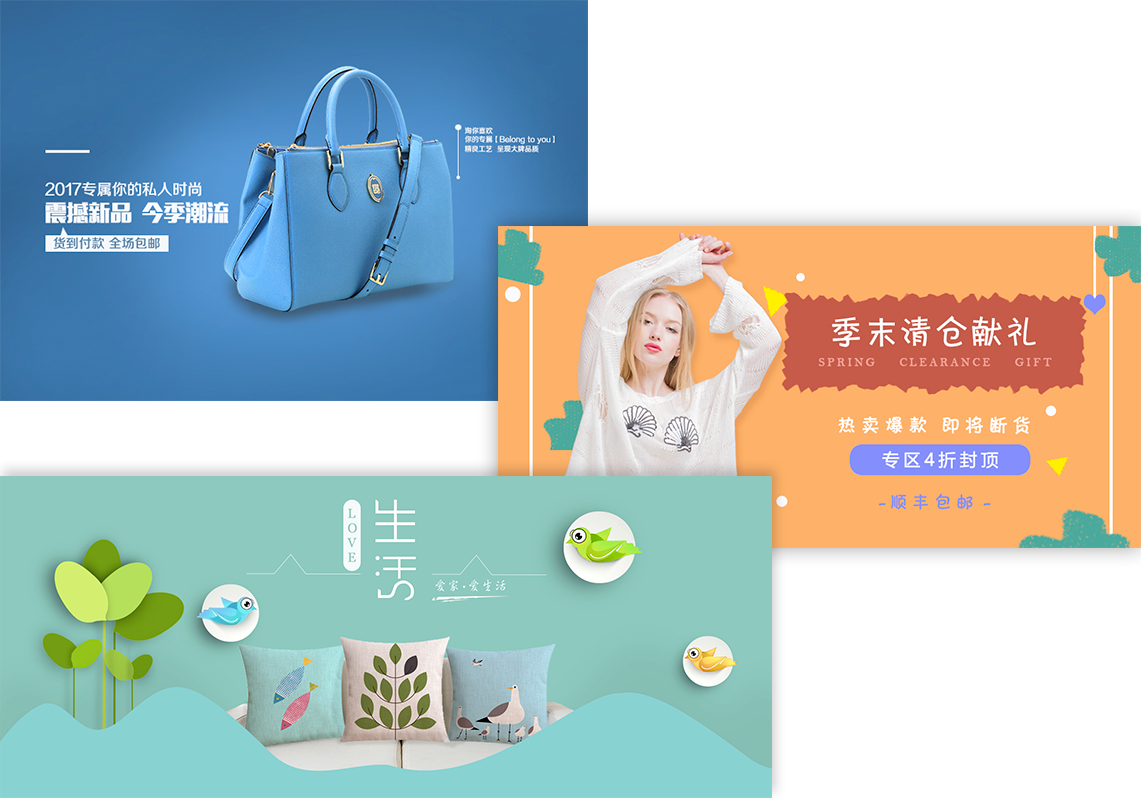 2017专属你的私人时尚
震撼新品 今季潮流
货到付款 全场包邮
淘你喜欢
你的专属【Belong to you】
精良工艺 呈现大牌品质
季末清仓献礼
SPRING CLEARANCE GIFT
热卖爆款 即将断货
专区4折封顶
-顺丰包邮-
LOVE
生活
爱家·爱生活